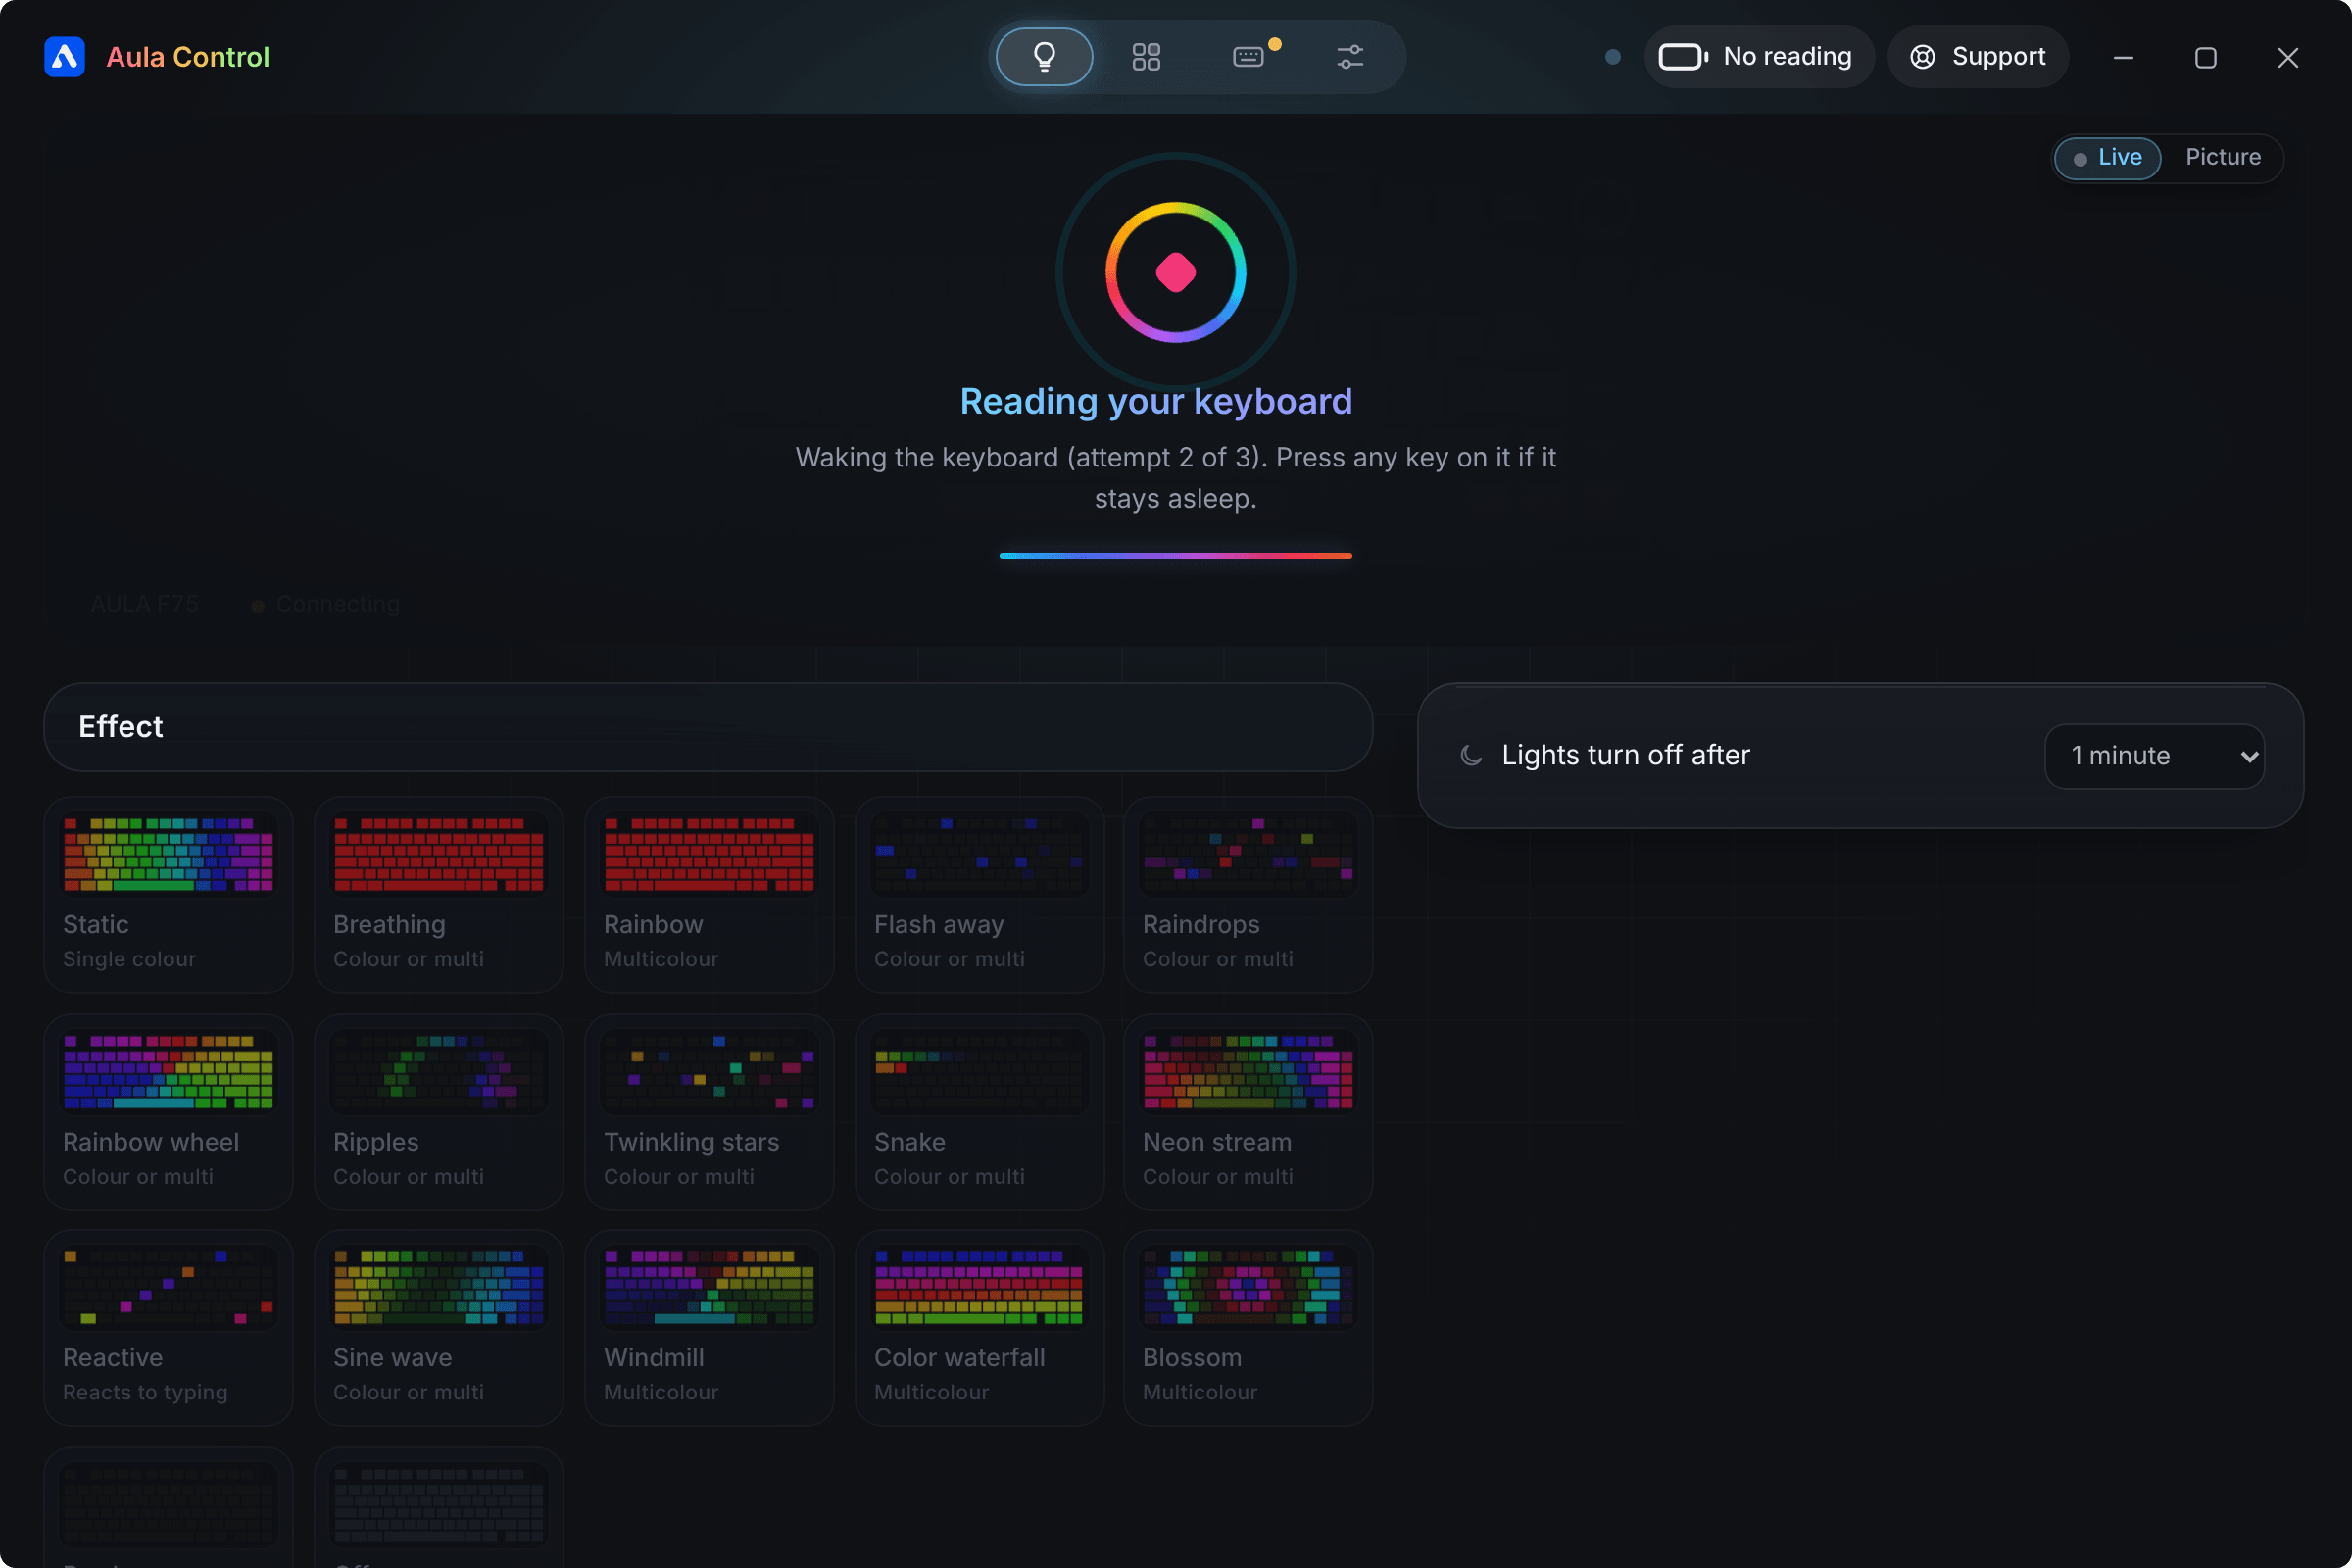 Aula Control
No reading
Support
Live
Picture
Reading your keyboard
Waking the keyboard (attempt 2 of 3). Press any key on it if it
stays asleep.
AULA F75
Connecting
Effect
Lights turn off after
1 minute
Static
Single colour
Breathing
Colour or multi
Rainbow
Multicolour
Flash away
Colour or multi
Raindrops
Colour or multi
Rainbow wheel
Colour or multi
Ripples
Colour or multi
Twinkling stars
Colour or multi
Snake
Colour or multi
Neon stream
Colour or multi
Reactive
Reacts to typing
Sine wave
Colour or multi
Windmill
Multicolour
Color waterfall
Multicolour
Blossom
Multicolour